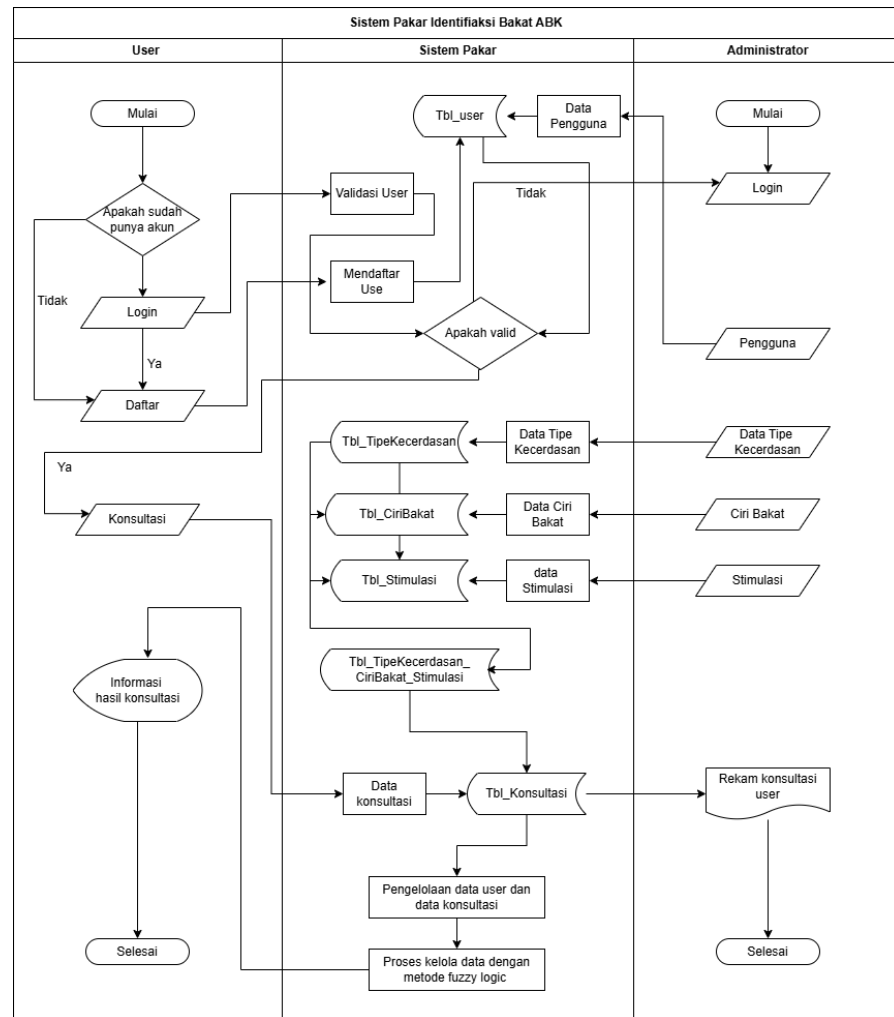 Sistem Pakar Identifiaksi Bakat ABK
User
Sistem Pakar
Administrator
Mulai
Tbl_user
Data
Pengguna
Mulai
Apakah sudah
punya akun
Validasi User
Tidak
Login
Tidak
Login
Mendaftar
Use
Apakah valid
Pengguna
Ya
Daftar
Ya
Tbl_TipeKecerdasan
Data Tipe
Kecerdasan
Data Tipe
Kecerdasan
Konsultasi
Tbl_CiriBakat
Data Ciri
Bakat
Ciri Bakat
Tbl_Stimulasi
data
Stimulasi
Stimulasi
Informasi
hasil konsultasi
Tbl_TipeKecerdasan_
CiriBakat_Stimulasi
Data
konsultasi
Tbl_Konsultasi
Rekam konsultasi
user
Pengelolaan data user dan
data konsultasi
Selesai
Proses kelola data dengan
metode fuzzy logic
Selesai